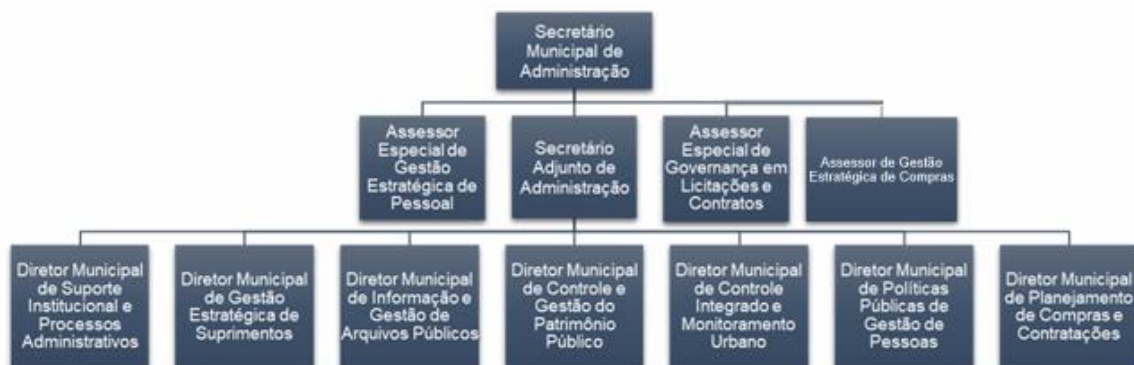 Secretário
Municipal de
Administração
Assessor
Especial de
Gestão
Estratégica de
Pessoal
Secretário
Adjunto de
Administração
Assessor
Especial de
Governança em
Licitações e
Contratos
Assessor de Gestão
Estratégica de Compras
Diretor Municipal
de Suporte
Institucional e
Processos
Administrativos
Diretor Municipal
de Gestão
Estratégica de
Suprimentos
Diretor Municipal
de Informação e
Gestão de
Arquivos Públicos
Diretor Municipal
de Controle e
Gestão do
Patrimônio
Público
Diretor Municipal
de Controle
Integrado e
Monitoramento
Urbano
Diretor Municipal
de Políticas
Públicas de
Gestão de
Pessoas
Diretor Municipal
de Planejamento
de Compras e
Contratações